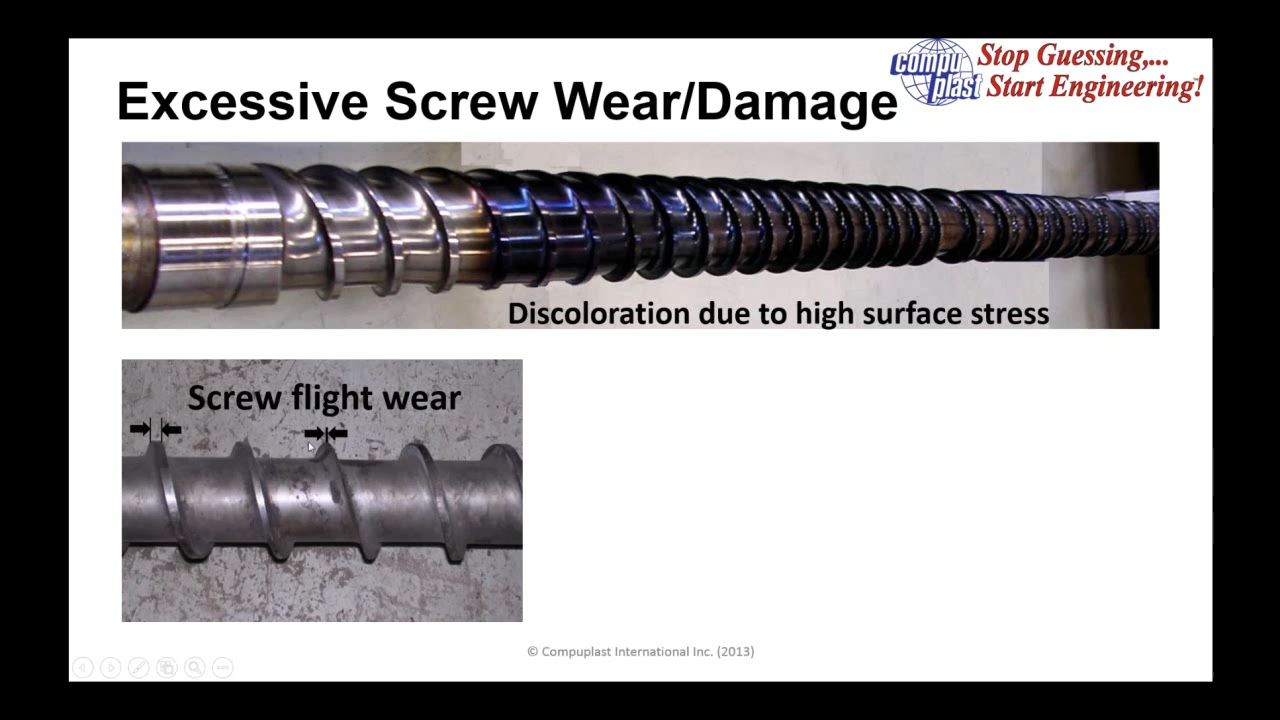 compu
plast
Stop Guessing,...
Start Engineering!
Excessive Screw Wear/Damage
Discoloration due to high surface stress
Screw flight wear
© Compuplast International Inc. (2013)